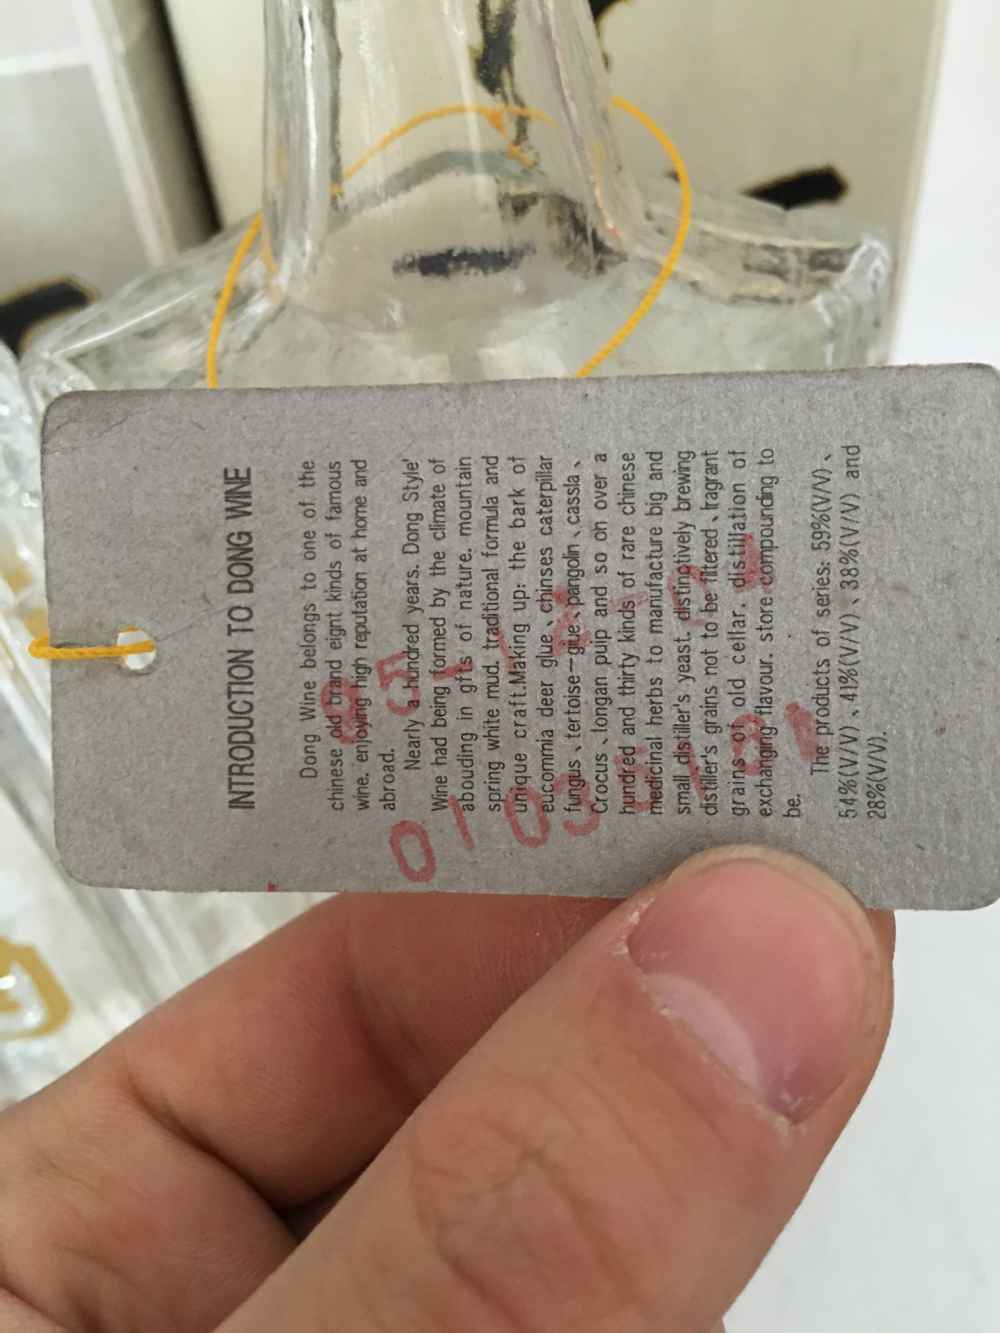 INTRODUCTION TO DONG WINE
Dong Wine belongs to one of the
chinese old brand eignt kinds of famous
wine. enjoying high reputation at home and
abroad.
Nearly a hundred years. Dong Style'
Wine had being formed by the climate of
abouding in gfts of nature. mountain
spring white mud. traditional formula and
unique craft.Making up: the bark of
eucommia deer glue、chinses caterpillar
fungus、tertoise-glue、pangolin、cassla、
Crocus、longan pup and so oh over a
hundred and thirty kinds of rare chinese
medicinal herbs to manufacture big and
small distiller's yeast. distinctively brewing
distiller's grains not to be filtered、fragrant
grains of old cellar. distillation of
exchanging flavour. store compounding to
be.
The products of series: 59%(V/V)、
54%(V/V)、41%(V/V)、38%(V/V) and
28%(V/V).